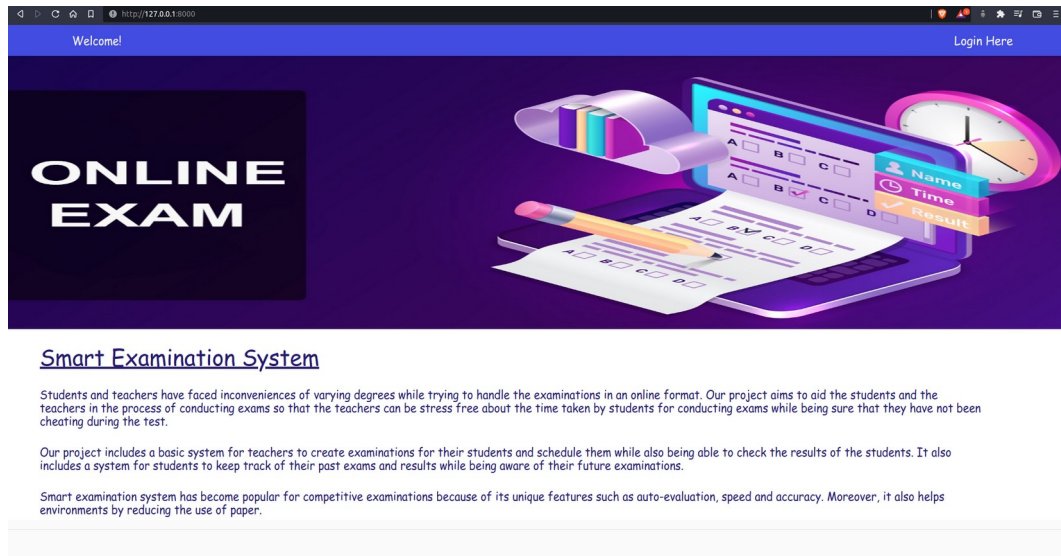 http://127.0.0.1:8000
Welcome!
Login Here
ONLINE
EXAM
A B C
A B C D
Name
Time
Result
A B C D
A B C D
Smart Examination System
Students and teachers have faced inconveniences of varying degrees while trying to handle the examinations in an online format. Our project aims to aid the students and the
teachers in the process of conducting exams so that the teachers can be stress free about the time taken by students for conducting exams while being sure that they have not been
cheating during the test.
Our project includes a basic system for teachers to create examinations for their students and schedule them while also being able to check the results of the students. It also
includes a system for students to keep track of their past exams and results while being aware of their future examinations.
Smart examination system has become popular for competitive examinations because of its unique features such as auto-evaluation, speed and accuracy. Moreover, it also helps
environments by reducing the use of paper.